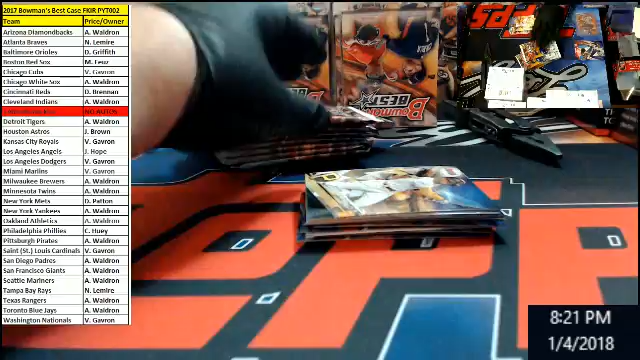 2017 Bowman's Best Case FKIR PYT002
Team Price/Owner
Arizona Diamondbacks A. Waldron
Atlanta Braves N. Lemire
Baltimore Orioles D. Griffith
Boston Red Sox M. Feuz
Chicago Cubs V. Gavron
Chicago White Sox A. Waldron
Cincinnati Reds D. Brennan
Cleveland Indians A. Waldron
NO AUTOS
Detroit Tigers A. Waldron
Houston Astros J. Brown
Kansas City Royals V. Gavron
Los Angeles Angels J. Hope
Los Angeles Dodgers V. Gavron
Miami Marlins V. Gavron
Milwaukee Brewers A. Waldron
Minnesota Twins A. Waldron
New York Mets D. Patton
New York Yankees A. Waldron
Oakland Athletics A. Waldron
Philadelphia Phillies C. Huey
Pittsburgh Pirates A. Waldron
Saint (St.) Louis Cardinals V. Gavron
San Diego Padres A. Waldron
San Francisco Giants A. Waldron
Seattle Mariners A. Waldron
Tampa Bay Rays N. Lemire
Texas Rangers A. Waldron
Toronto Blue Jays A. Waldron
Washington Nationals V. Gavron
BOWMAN'S
BEST
8:21 PM
1/4/2018